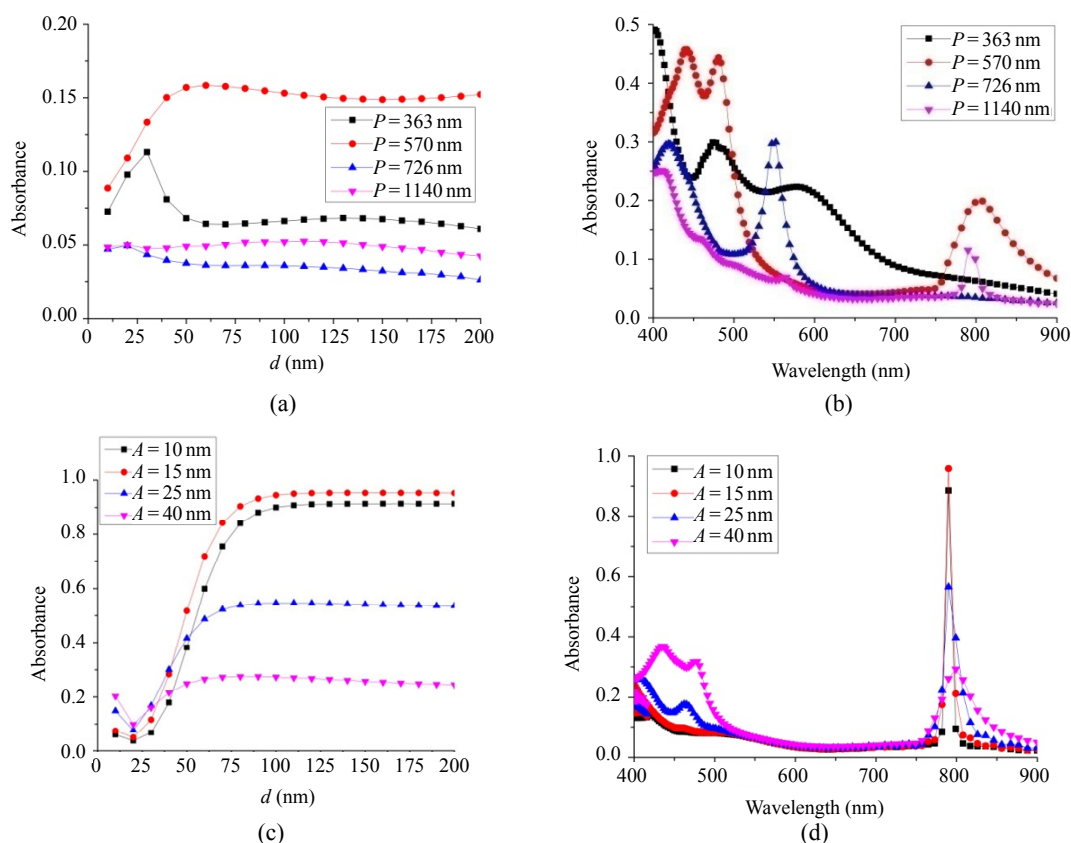 (a)
Absorbance
0.20
0.15
0.10
0.05
0.00
P = 363 nm
P = 570 nm
P = 726 nm
P = 1140 nm
0 25 50 75 100 125 150 175 200
d (nm)
(a)
(b)
Absorbance
0.5
0.4
0.3
0.2
0.1
0.0
P = 363 nm
P = 570 nm
P = 726 nm
P = 1140 nm
400 500 600 700 800 900
Wavelength (nm)
(b)
A = 10 nm
A = 15 nm
A = 25 nm
A = 40 nm
Absorbance
1.0
0.8
0.6
0.4
0.2
0.0
0 25 50 75 100 125 150 175 200
d (nm)
(c)
A = 10 nm
A = 15 nm
A = 25 nm
A = 40 nm
Absorbance
1.0
0.8
0.6
0.4
0.2
0.0
400 500 600 700 800 900
Wavelength (nm)
(d)